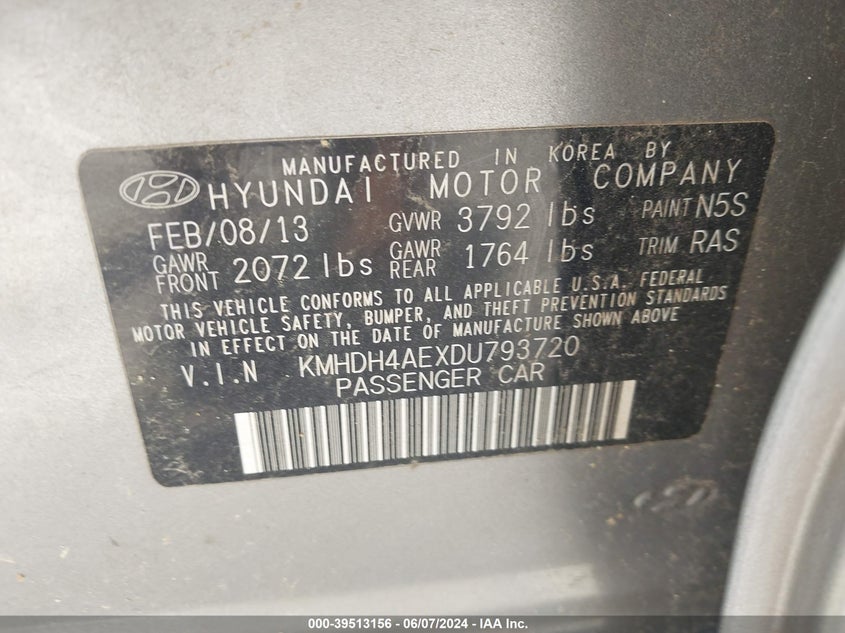 MANUFACTURED IN KOREA BY
HYUNDAI MOTOR COMPANY
FEB/08/13 GVWR 3792 lbs PAINT N5S
GAWR FRONT 2072 lbs GAWR REAR 1764 lbs TRIM RAS
THIS VEHICLE CONFORMS TO ALL APPLICABLE U.S.A. FEDERAL
MOTOR VEHICLE SAFETY, BUMPER, AND THEFT PREVENTION STANDARDS
IN EFFECT ON THE DATE OF MANUFACTURE SHOWN ABOVE
V.I.N KMHDH4AEXDU793720
PASSENGER CAR
000-39513156 - 06/07/2024 - IAA Inc.